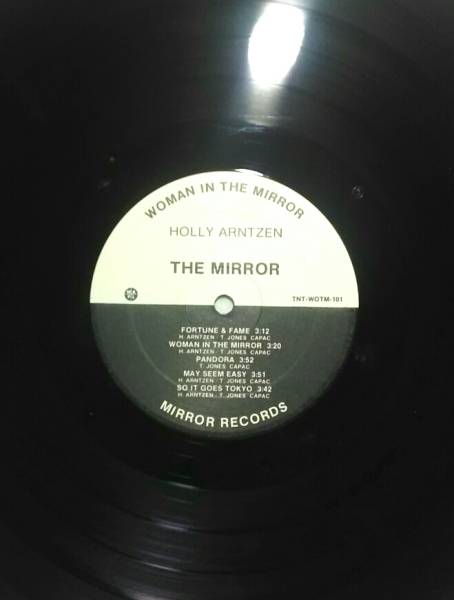 WOMAN IN THE MIRROR
HOLLY ARNTZEN
THE MIRROR
TNT-WOTM-101
FORTUNE & FAME 3:12
H. ARNTZEN · T. JONES CAPAC
WOMAN IN THE MIRROR 3:20
H. ARNTZEN · T. JONES CAPAC
PANDORA 3:52
T. JONES CAPAC
MAY SEEM EASY 3:51
H. ARNTZEN · T. JONES CAPAC
SO IT GOES TOKYO 3:42
H. ARNTZEN · T. JONES CAPAC
MIRROR RECORDS